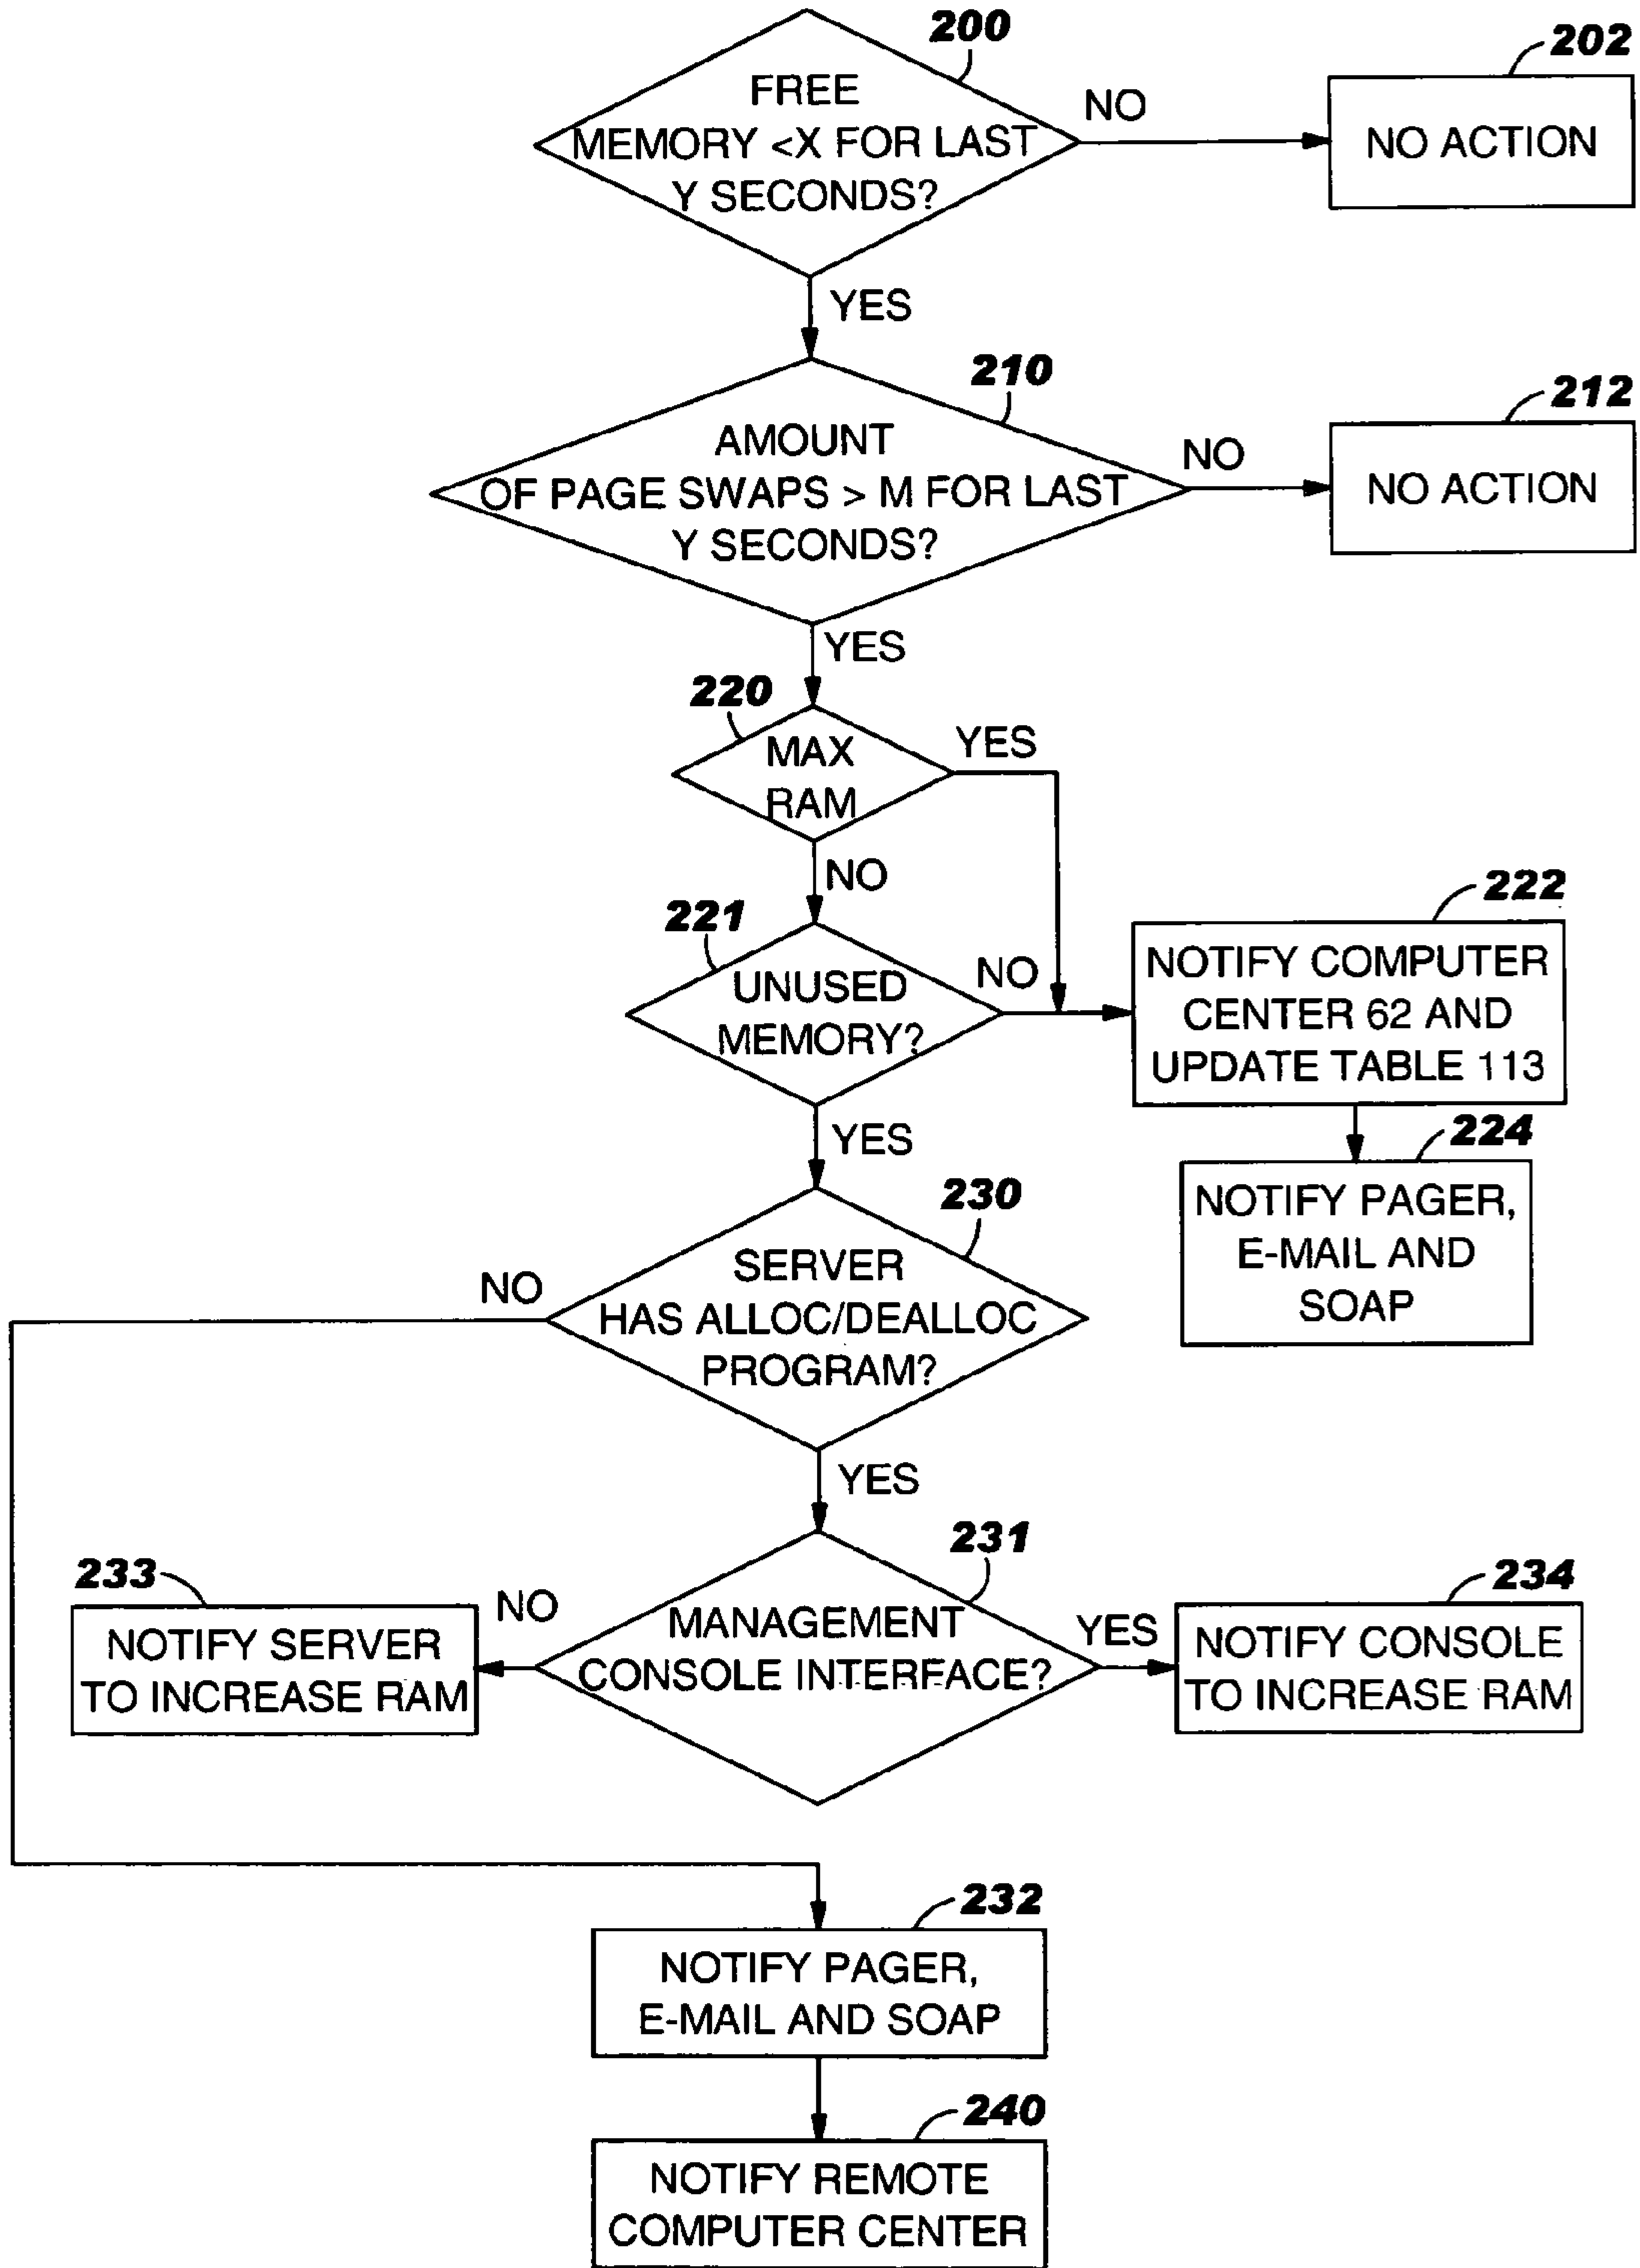 200
FREE
MEMORY <X FOR LAST
Y SECONDS?
NO
202
NO ACTION
YES
210
AMOUNT
OF PAGE SWAPS > M FOR LAST
Y SECONDS?
NO
212
NO ACTION
YES
220
MAX
RAM
YES
NO
221
UNUSED
MEMORY?
NO
222
NOTIFY COMPUTER
CENTER 62 AND
UPDATE TABLE 113
224
NOTIFY PAGER,
E-MAIL AND
SOAP
YES
230
SERVER
HAS ALLOC/DEALLOC
PROGRAM?
NO
YES
231
MANAGEMENT
CONSOLE INTERFACE?
NO
233
NOTIFY SERVER
TO INCREASE RAM
YES
234
NOTIFY CONSOLE
TO INCREASE RAM
232
NOTIFY PAGER,
E-MAIL AND SOAP
240
NOTIFY REMOTE
COMPUTER CENTER